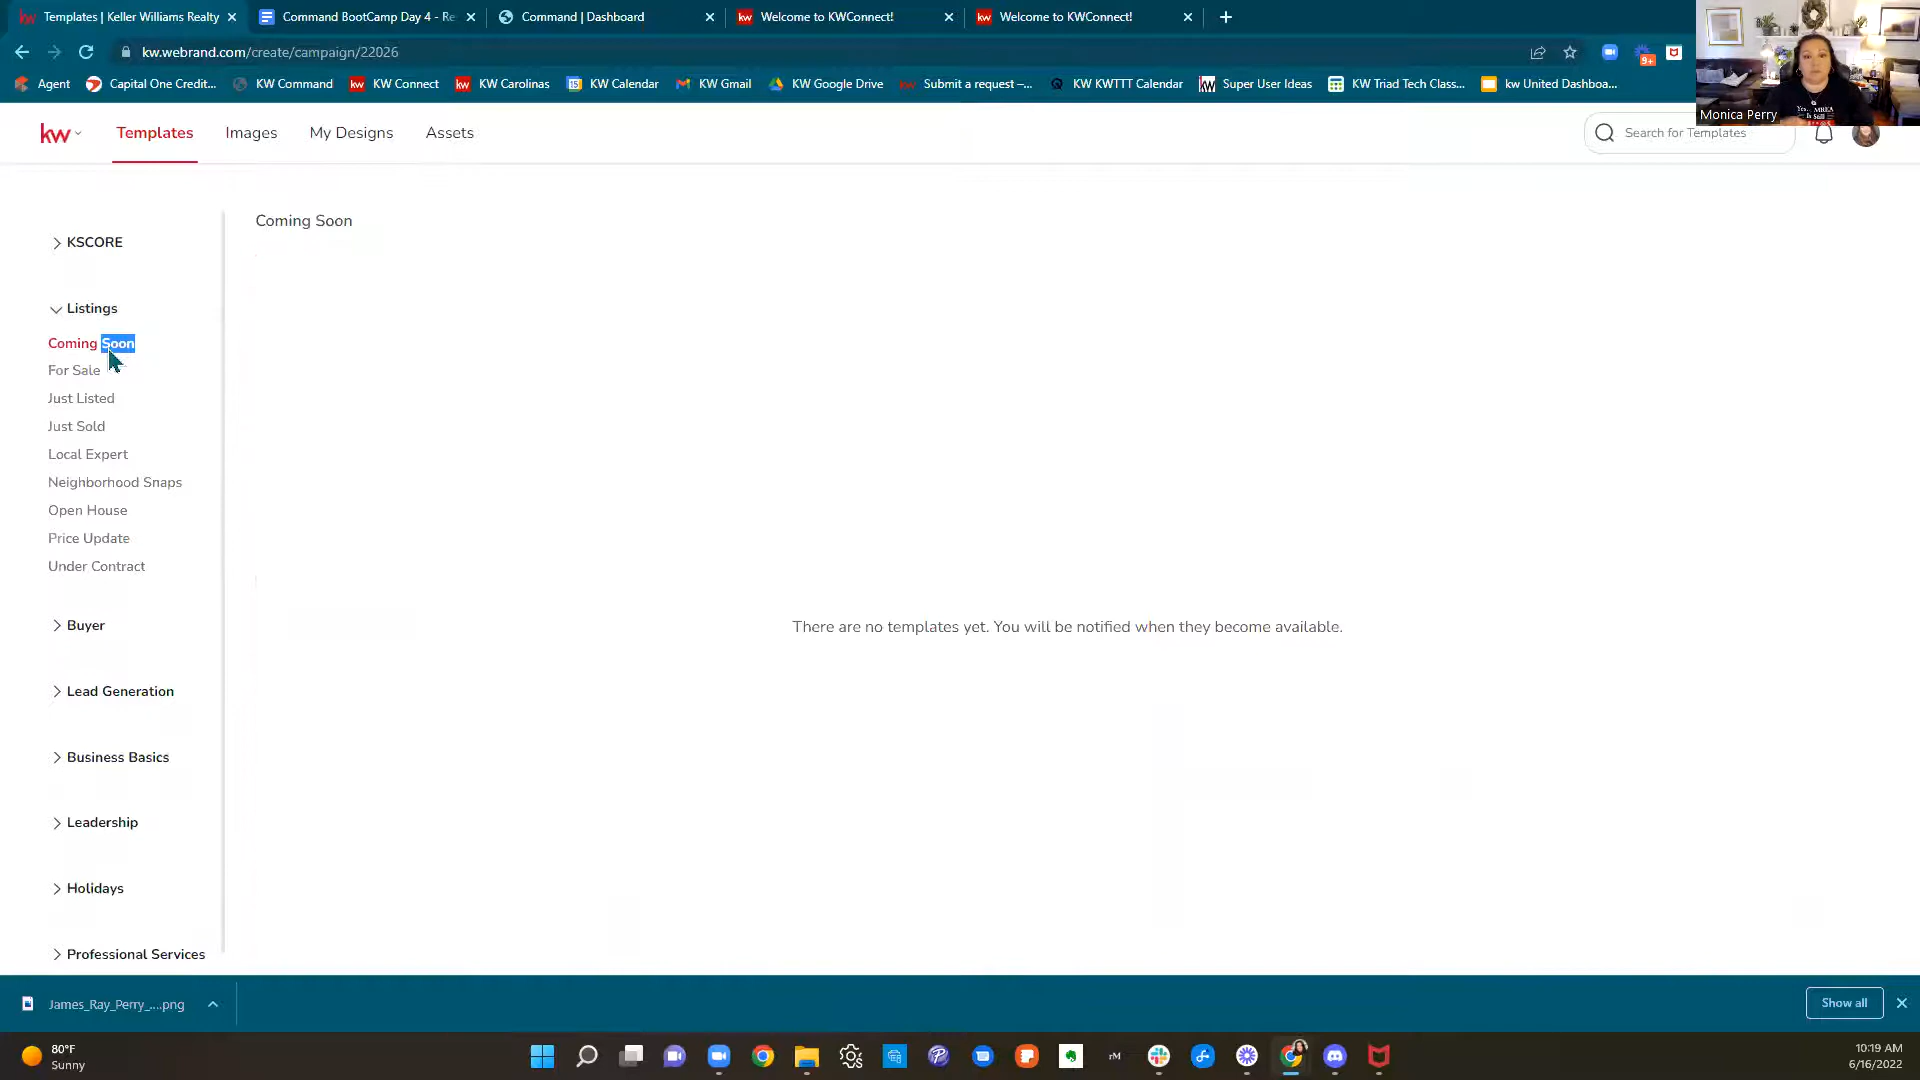 Templates | Keller Williams Realty
Command BootCamp Day 4 - Re
Command | Dashboard
Welcome to KWConnect!
Welcome to KWConnect!
kw.webrand.com/create/campaign/22026
9+
Agent
Capital One Credit...
KW Command
KW Connect
KW Carolinas
KW Calendar
KW Gmail
KW Google Drive
Submit a request –...
KW KWTTT Calendar
Super User Ideas
KW Triad Tech Class...
kw United Dashboa...
Monica Perry
kw
Templates
Images
My Designs
Assets
Search for Templates
Coming Soon
KSCORE
Listings
Coming Soon
For Sale
Just Listed
Just Sold
Local Expert
Neighborhood Snaps
Open House
Price Update
Under Contract
Buyer
Lead Generation
Business Basics
Leadership
Holidays
Professional Services
There are no templates yet. You will be notified when they become available.
James_Ray_Perry_....png
Show all
80°F
Sunny
rM
10:19 AM
6/16/2022